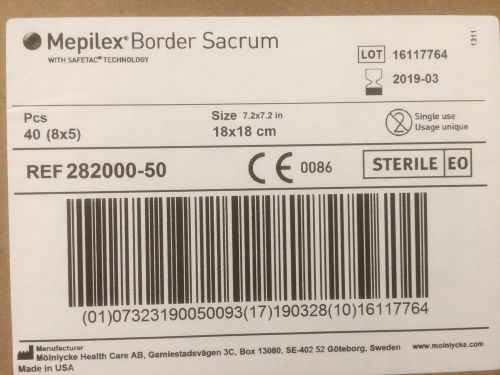 Mepilex® Border Sacrum
WITH SAFETAC® TECHNOLOGY
LOT 16117764
2019-03
1311
Pcs
40 (8x5)
Size 7.2x7.2 in
18x18 cm
2
Single use
Usage unique
REF 282000-50
CE 0086
STERILE EO
(01)07323190050093(17)190328(10)16117764
Manufacturer
Mölnlycke Health Care AB, Gamlestadsvägen 3C, Box 13080, SE-402 52 Göteborg, Sweden
www.molnlycke.com
Made in USA